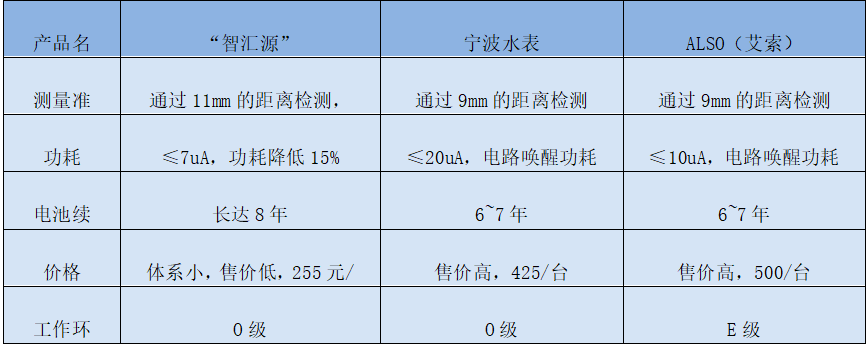 产品名 “智汇源” 宁波水表 ALSO（艾索）
测量准 通过 11mm 的距离检测， 通过 9mm 的距离检测 通过 9mm 的距离检测
功耗 ≤7uA，功耗降低 15% ≤20uA，电路唤醒功耗 ≤10uA，电路唤醒功耗
电池续 长达 8 年 6~7 年 6~7 年
价格 体系小，售价低，255 元/ 售价高，425/台 售价高，500/台
工作环 O 级 O 级 E 级